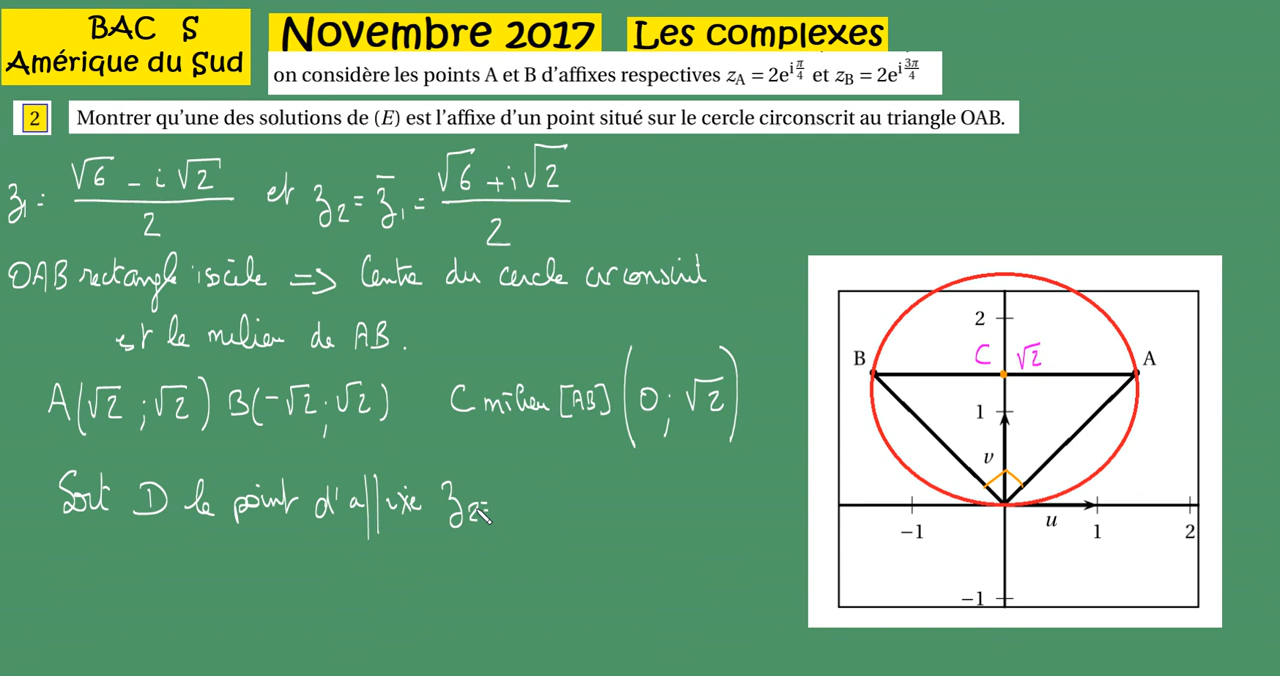 BAC S
Amérique du Sud
Novembre 2017 Les complexes
on considère les points A et B d'affixes respectives z_A = 2e^{iπ/4} et z_B = 2e^{i3π/4}
2 Montrer qu'une des solutions de (E) est l'affixe d'un point situé sur le cercle circonscrit au triangle OAB.
z_1 = (√6 - i√2)/2 et z_2 = z̄_1 = (√6 + i√2)/2
OAB rectangle isocèle => Centre du cercle circonscrit
est le milieu de AB.
A(√2 ; √2) B(-√2 ; √2) C milieu [AB] (0 ; √2)
Soit D le point d'affixe z_2 =
2
B C √2 A
1
v
-1 u 1 2
-1